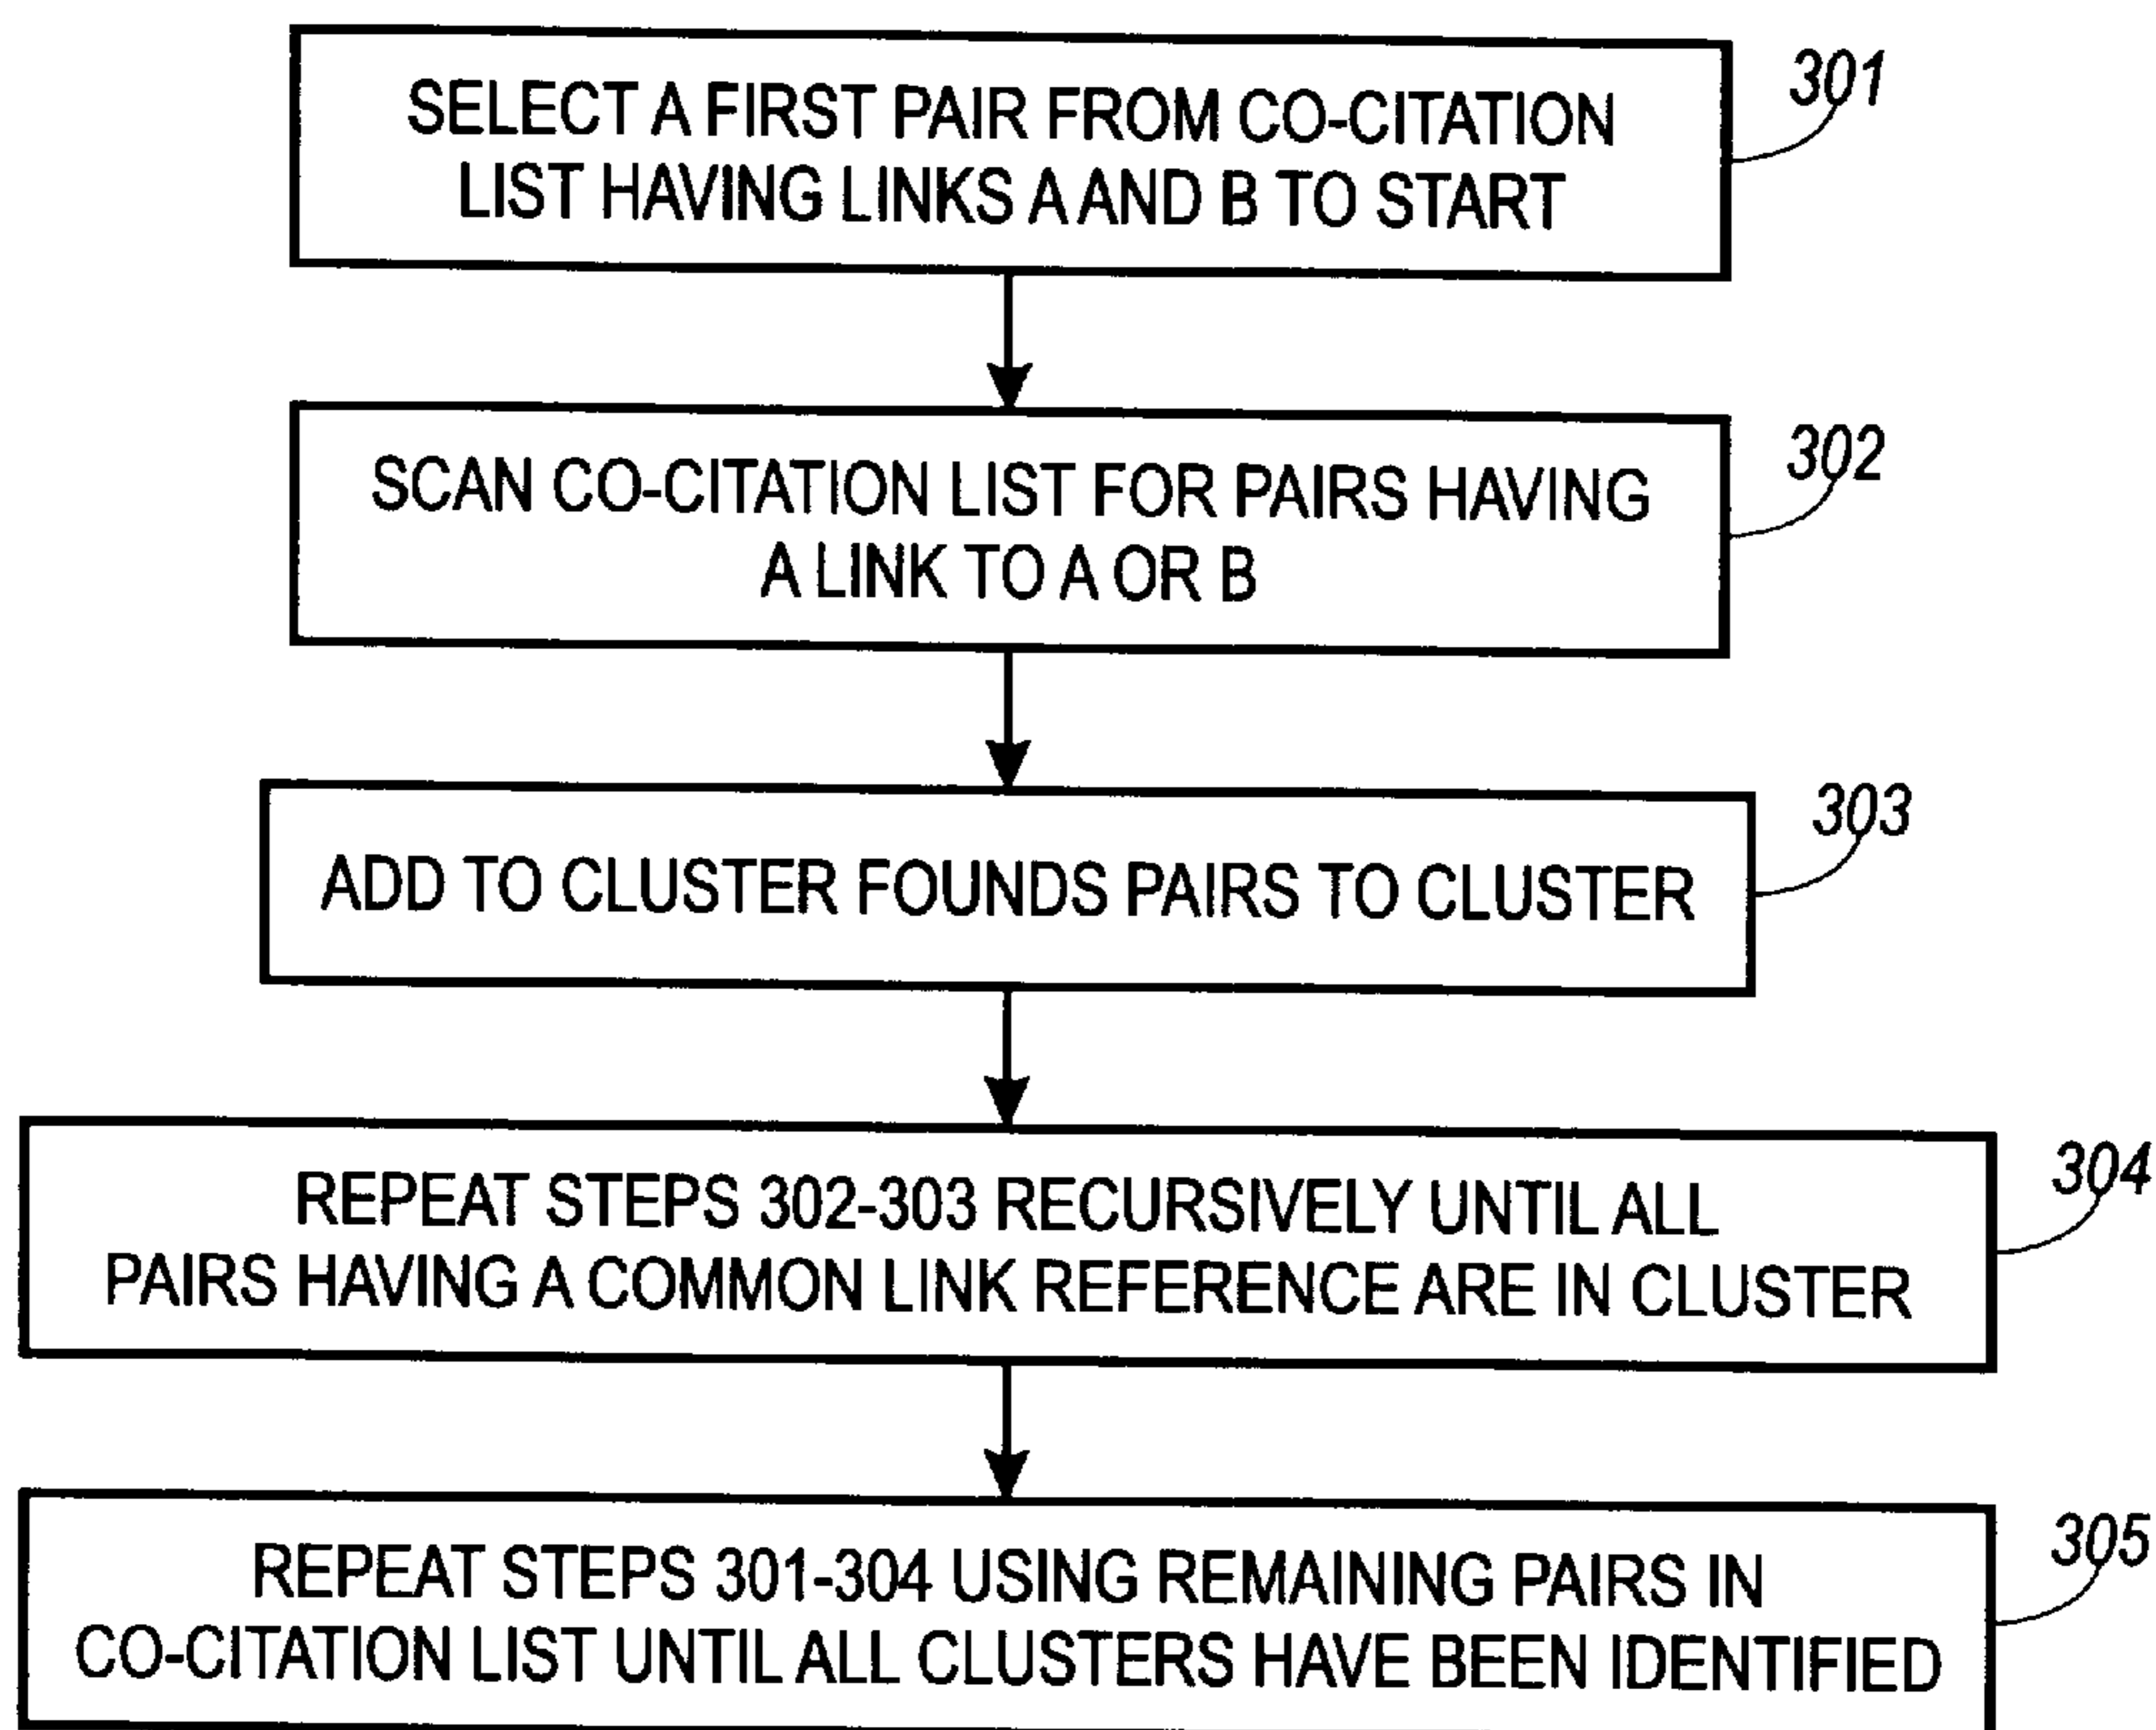 SELECT A FIRST PAIR FROM CO-CITATION
LIST HAVING LINKS A AND B TO START
301
SCAN CO-CITATION LIST FOR PAIRS HAVING
A LINK TO A OR B
302
ADD TO CLUSTER FOUNDS PAIRS TO CLUSTER
303
REPEAT STEPS 302-303 RECURSIVELY UNTIL ALL
PAIRS HAVING A COMMON LINK REFERENCE ARE IN CLUSTER
304
REPEAT STEPS 301-304 USING REMAINING PAIRS IN
CO-CITATION LIST UNTIL ALL CLUSTERS HAVE BEEN IDENTIFIED
305